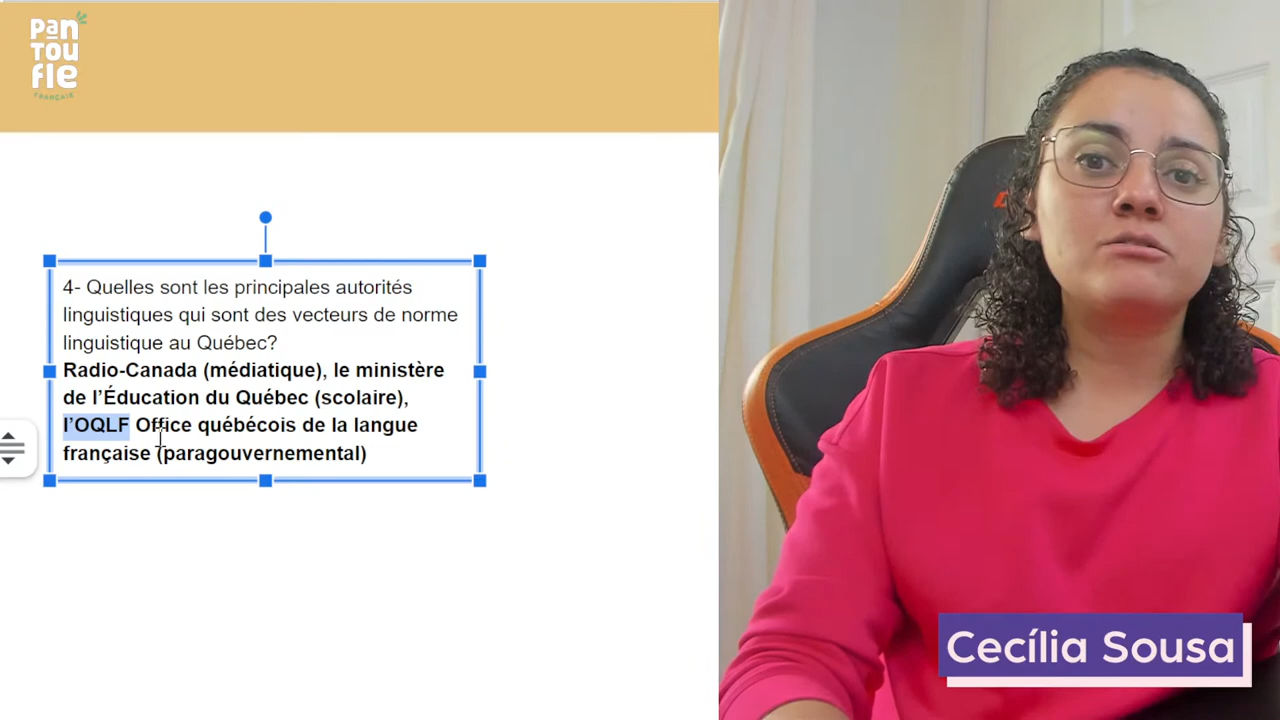 Pan
Tou
fle
FRANÇAIS
4- Quelles sont les principales autorités
linguistiques qui sont des vecteurs de norme
linguistique au Québec?
Radio-Canada (médiatique), le ministère
de l’Éducation du Québec (scolaire),
l’OQLF Office québécois de la langue
française (paragouvernemental)
Cecília Sousa